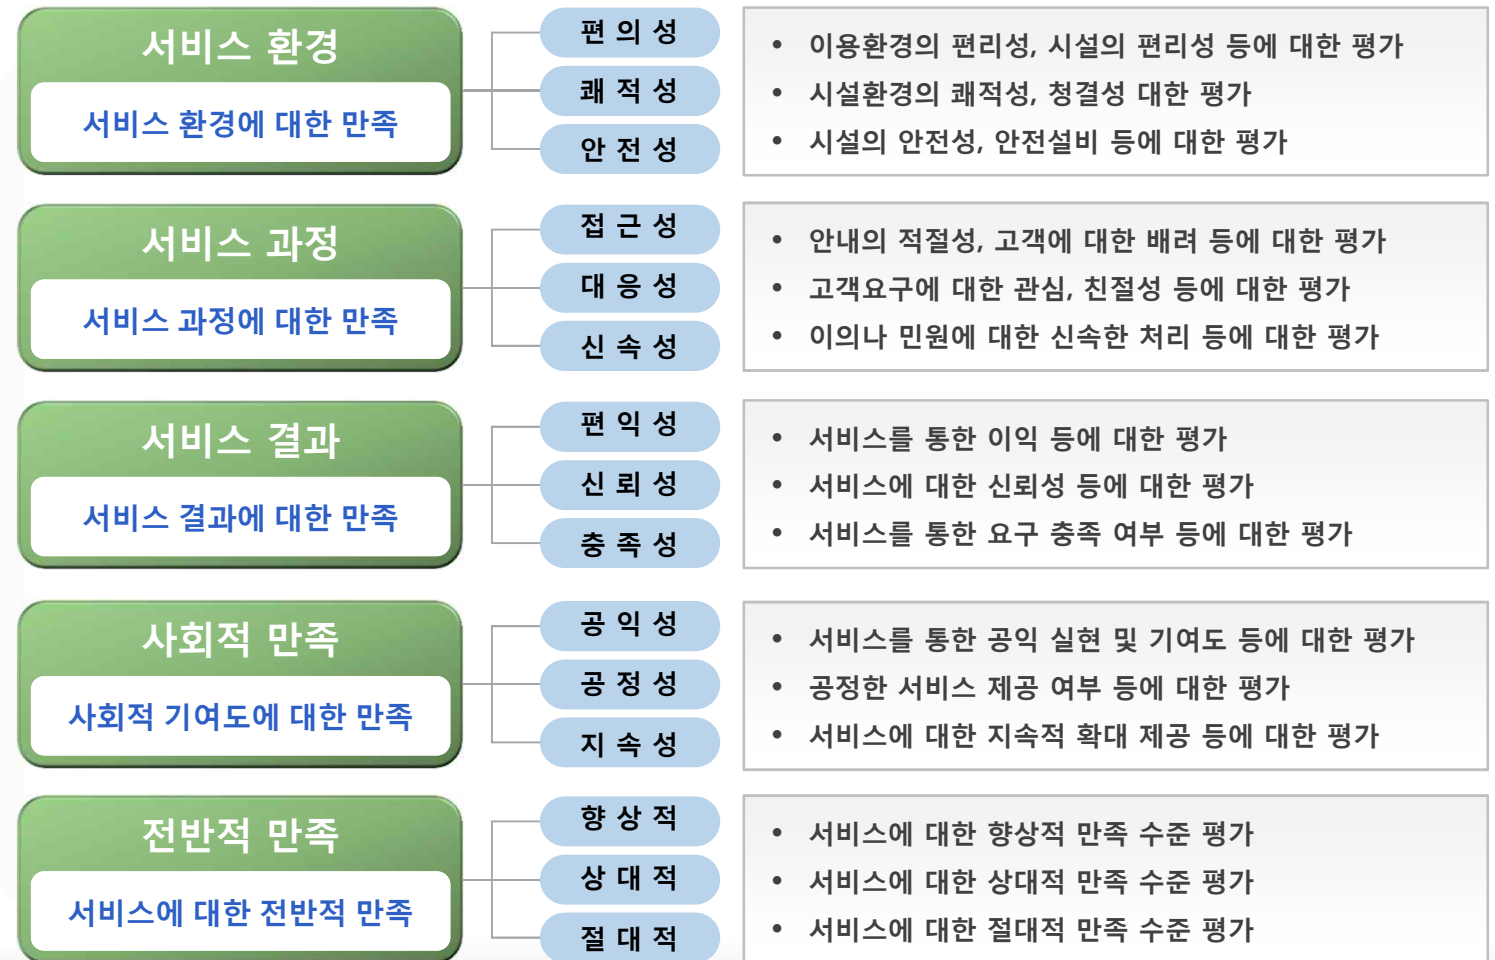 서비스 환경
서비스 환경에 대한 만족
편 의 성
쾌 적 성
안 전 성
• 이용환경의 편리성, 시설의 편리성 등에 대한 평가
• 시설환경의 쾌적성, 청결성 대한 평가
• 시설의 안전성, 안전설비 등에 대한 평가
서비스 과정
서비스 과정에 대한 만족
접 근 성
대 응 성
신 속 성
• 안내의 적절성, 고객에 대한 배려 등에 대한 평가
• 고객요구에 대한 관심, 친절성 등에 대한 평가
• 이의나 민원에 대한 신속한 처리 등에 대한 평가
서비스 결과
서비스 결과에 대한 만족
편 익 성
신 뢰 성
충 족 성
• 서비스를 통한 이익 등에 대한 평가
• 서비스에 대한 신뢰성 등에 대한 평가
• 서비스를 통한 요구 충족 여부 등에 대한 평가
사회적 만족
사회적 기여도에 대한 만족
공 익 성
공 정 성
지 속 성
• 서비스를 통한 공익 실현 및 기여도 등에 대한 평가
• 공정한 서비스 제공 여부 등에 대한 평가
• 서비스에 대한 지속적 확대 제공 등에 대한 평가
전반적 만족
서비스에 대한 전반적 만족
향 상 적
상 대 적
절 대 적
• 서비스에 대한 향상적 만족 수준 평가
• 서비스에 대한 상대적 만족 수준 평가
• 서비스에 대한 절대적 만족 수준 평가